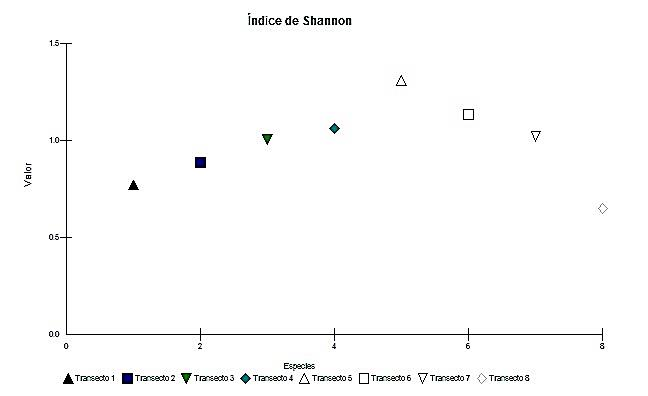 Índice de Shannon
1.5
1.0
Valor
0.5
0.0
0 2 4 6 8
Especies
Transecto 1 Transecto 2 Transecto 3 Transecto 4 Transecto 5 Transecto 6 Transecto 7 Transecto 8